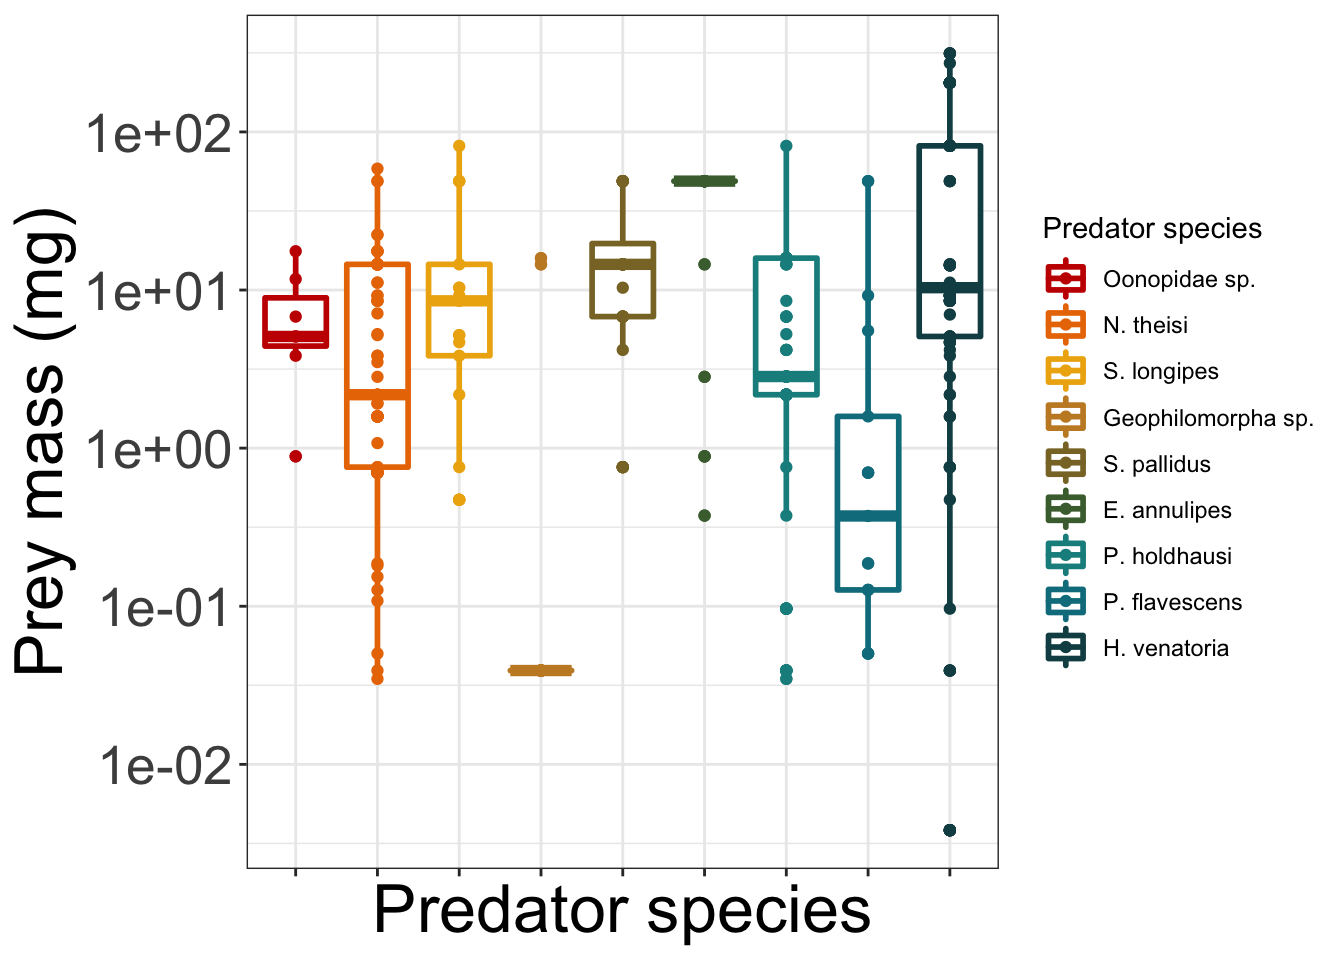 Prey mass (mg)
1e+02
1e+01
1e+00
1e-01
1e-02
Predator species
Predator species
Oonopidae sp.
N. theisi
S. longipes
Geophilomorpha sp.
S. pallidus
E. annulipes
P. holdhausi
P. flavescens
H. venatoria